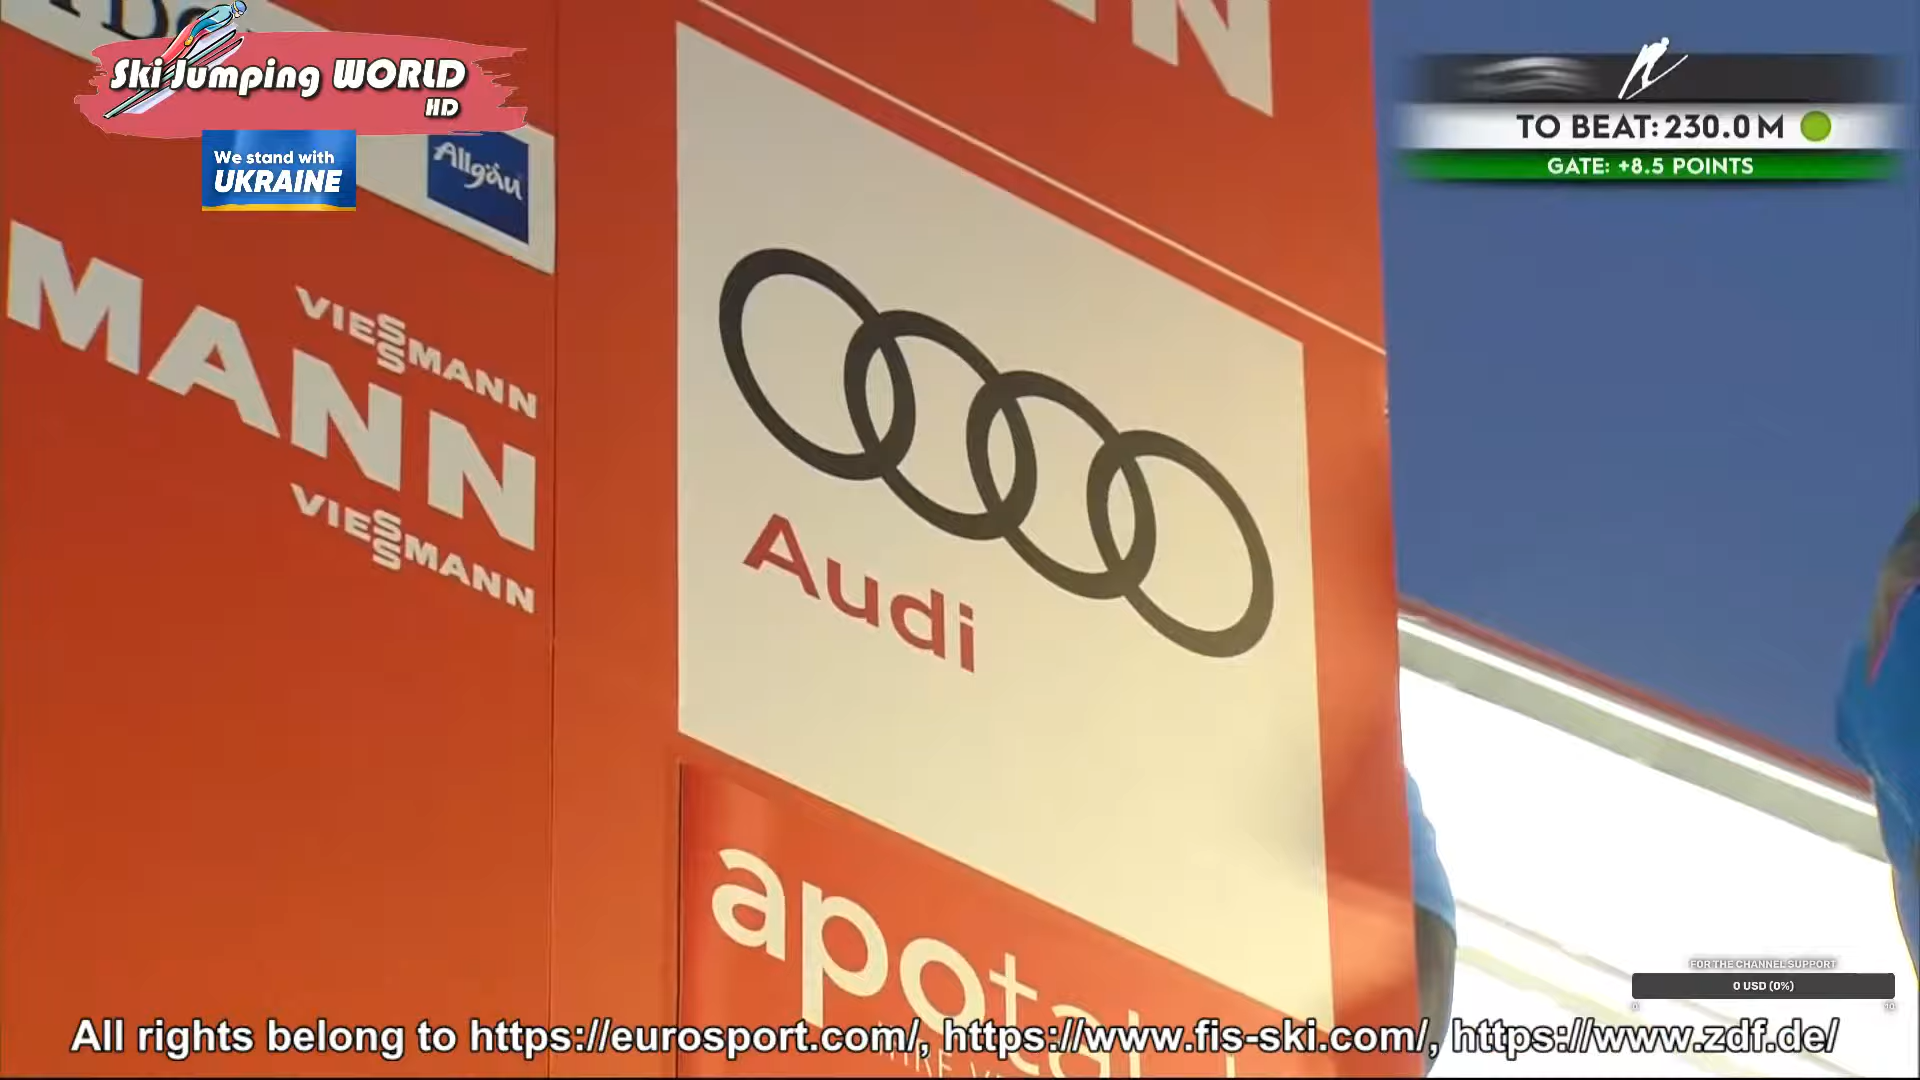 Ski Jumping WORLD
HD
We stand with
UKRAINE
Allgäu
TO BEAT: 230.0 M
GATE: +8.5 POINTS
VIESSMANN
MANN
VIESSMANN
Audi
FOR THE CHANNEL SUPPORT
0 USD (0%)
0 10
All rights belong to https://eurosport.com/, https://www.fis-ski.com/, https://www.zdf.de/